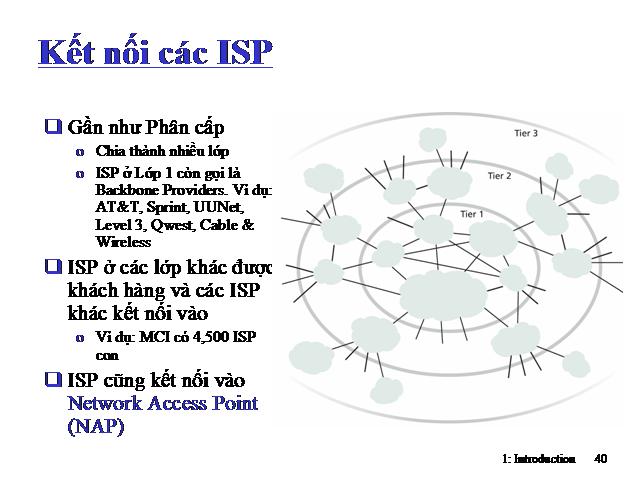 Kết nối các ISP
❑ Gần như Phân cấp
o Chia thành nhiều lớp
o ISP ở Lớp 1 còn gọi là
Backbone Providers. Ví dụ:
AT&T, Sprint, UUNet,
Level 3, Qwest, Cable &
Wireless
❑ ISP ở các lớp khác được
khách hàng và các ISP
khác kết nối vào
o Ví dụ: MCI có 4,500 ISP
con
❑ ISP cũng kết nối vào
Network Access Point
(NAP)
Tier 3
Tier 2
Tier 1
1: Introduction 40